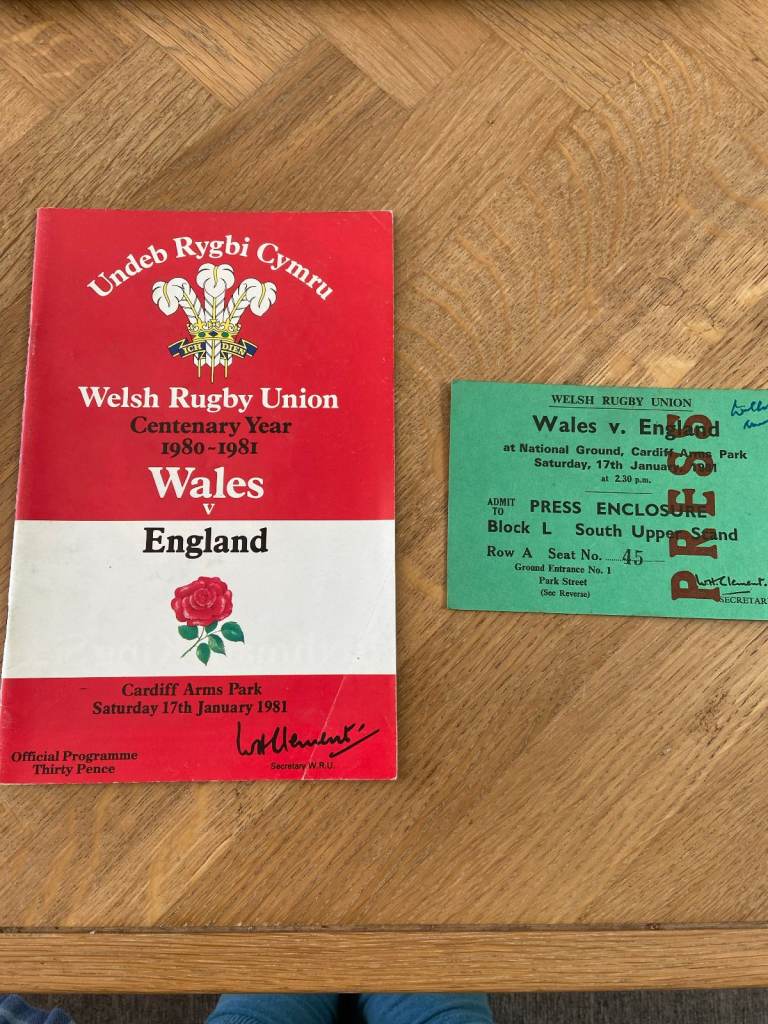 Undeb Rygbi Cymru
ICH DIEN
Welsh Rugby Union
Centenary Year
1980-1981
Wales
v
England
Cardiff Arms Park
Saturday 17th January 1981
W H Clement
Secretary W.R.U.
Official Programme
Thirty Pence
WELSH RUGBY UNION
Wales v. England
at National Ground, Cardiff Arms Park
Saturday, 17th January, 1981
at 2.30 p.m.
ADMIT TO PRESS ENCLOSURE
Block L South Upper Stand
Row A Seat No. 45
Ground Entrance No. 1
Park Street
(See Reverse)
PRESS
W.H. Clement.
SECRETAR